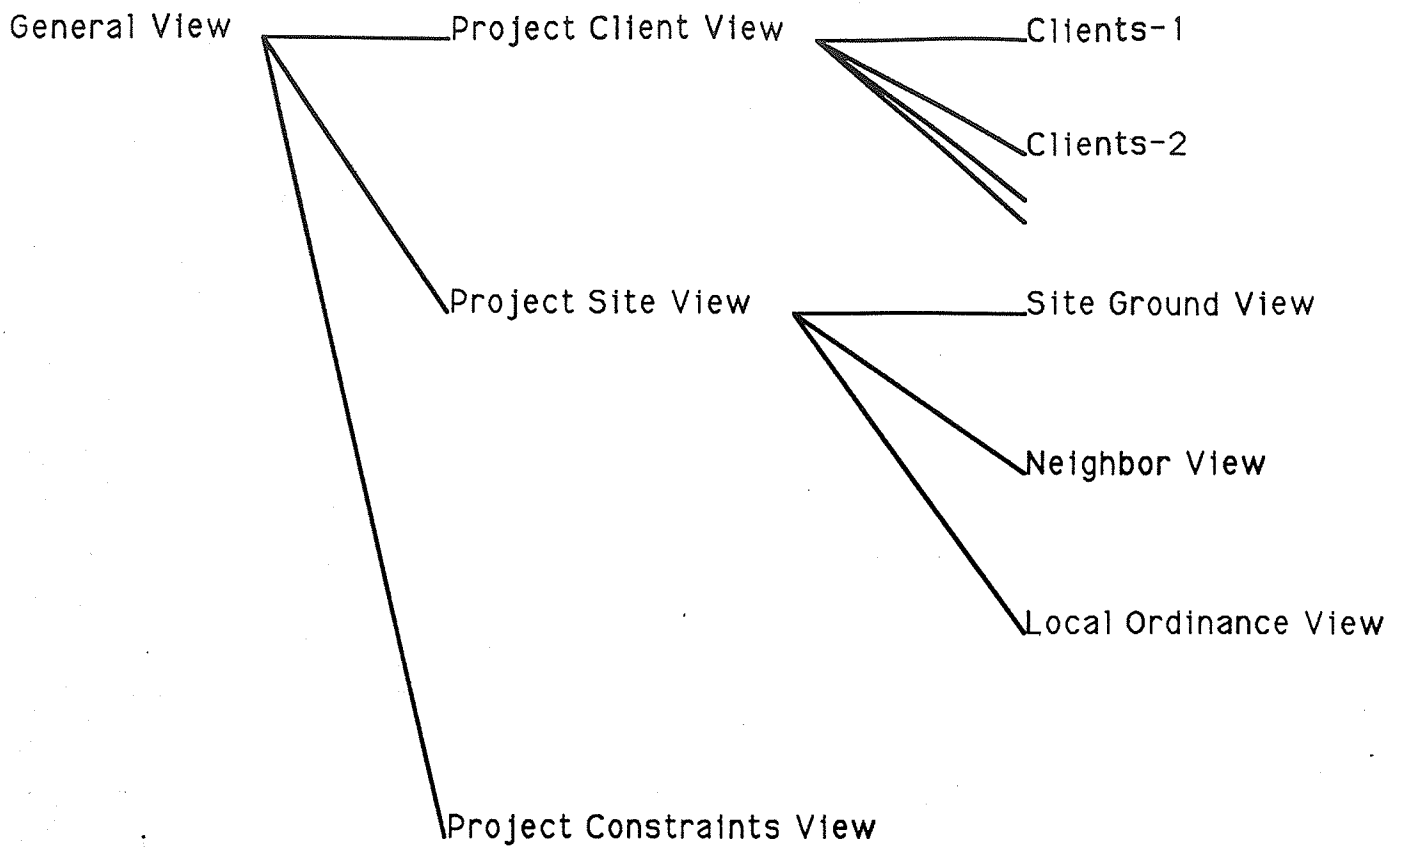 General View
Project Client View
Clients-1
Clients-2
Project Site View
Site Ground View
Neighbor View
Local Ordinance View
Project Constraints View